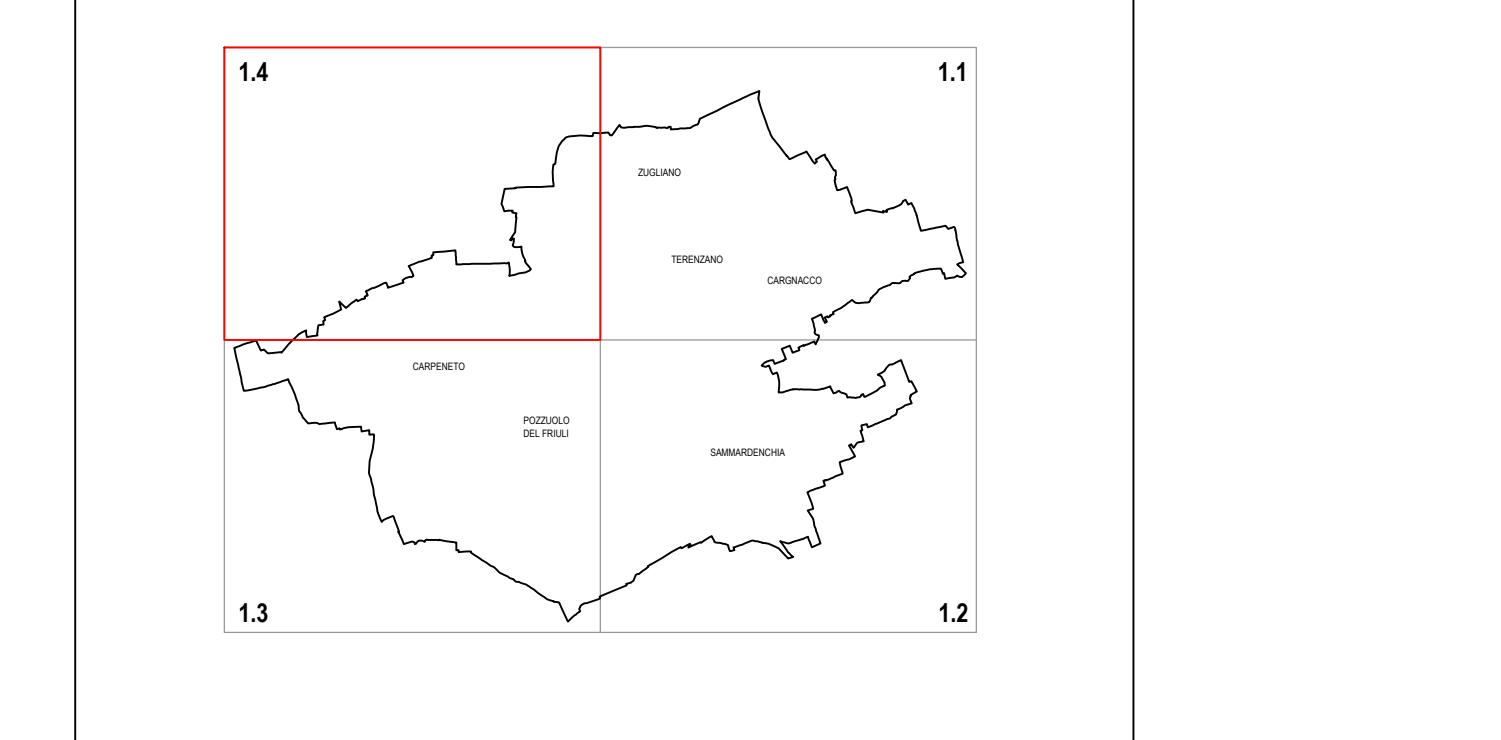 1.4
1.1
ZUGLIANO
TERENZANO
CARGNACCO
CARPENETO
POZZUOLO
DEL FRIULI
SAMMARDENCHIA
1.3
1.2